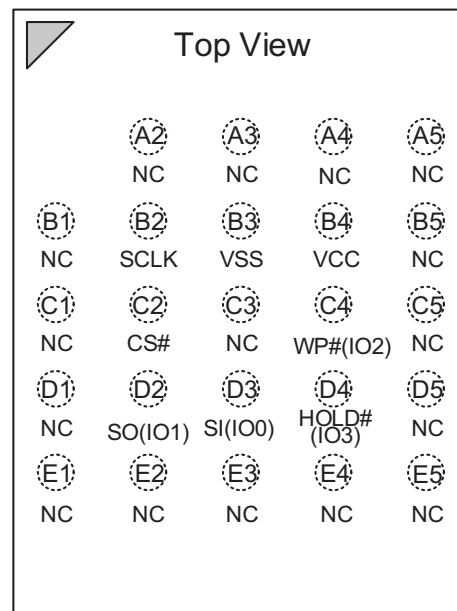 Top View
A2 A3 A4 A5
NC NC NC NC
B1 B2 B3 B4 B5
NC SCLK VSS VCC NC
C1 C2 C3 C4 C5
NC CS# NC WP#(IO2) NC
D1 D2 D3 D4 D5
NC SO(IO1) SI(IO0) HOLD# (IO3) NC
E1 E2 E3 E4 E5
NC NC NC NC NC